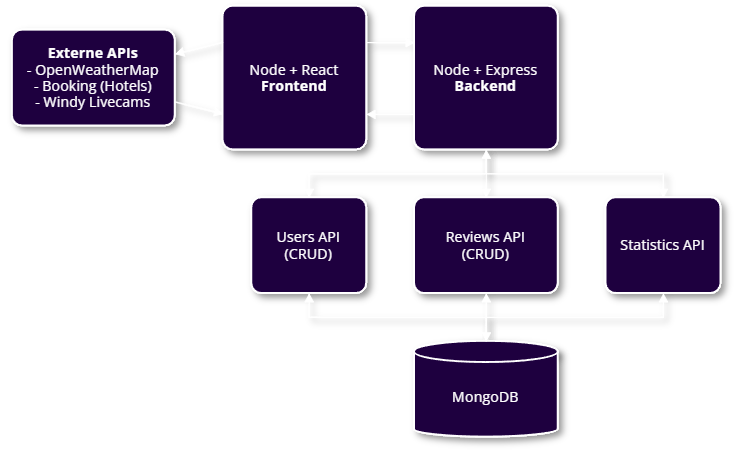 Externe APIs
- OpenWeatherMap
- Booking (Hotels)
- Windy Livecams
Node + React
Frontend
Node + Express
Backend
Users API
(CRUD)
Reviews API
(CRUD)
Statistics API
MongoDB